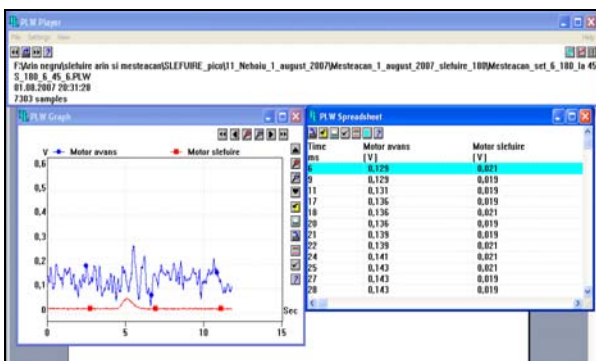 PLW Player
File Settings View Help
F:\Arin negru\slefuire arin si mesteacan\SLEFUIRE_pico\11_Nehoiu_1_august_2007\Mesteacan_1_august_2007_slefuire_180\Mesteacan_set_6_180_la 45
S_180_6_45_6.PLW
01.08.2007 20:31:28
7303 samples
PLW Graph
V Motor avans Motor slefuire
0,6
0,5
0,4
0,3
0,2
0,1
0
0 5 10 15
Sec
PLW Spreadsheet
Time Motor avans Motor slefuire
ms [V] [V]
6 0,129 0,021
9 0,129 0,019
11 0,131 0,019
17 0,136 0,019
18 0,136 0,021
20 0,136 0,019
21 0,139 0,019
22 0,139 0,021
24 0,141 0,021
25 0,143 0,021
27 0,143 0,019
28 0,143 0,019